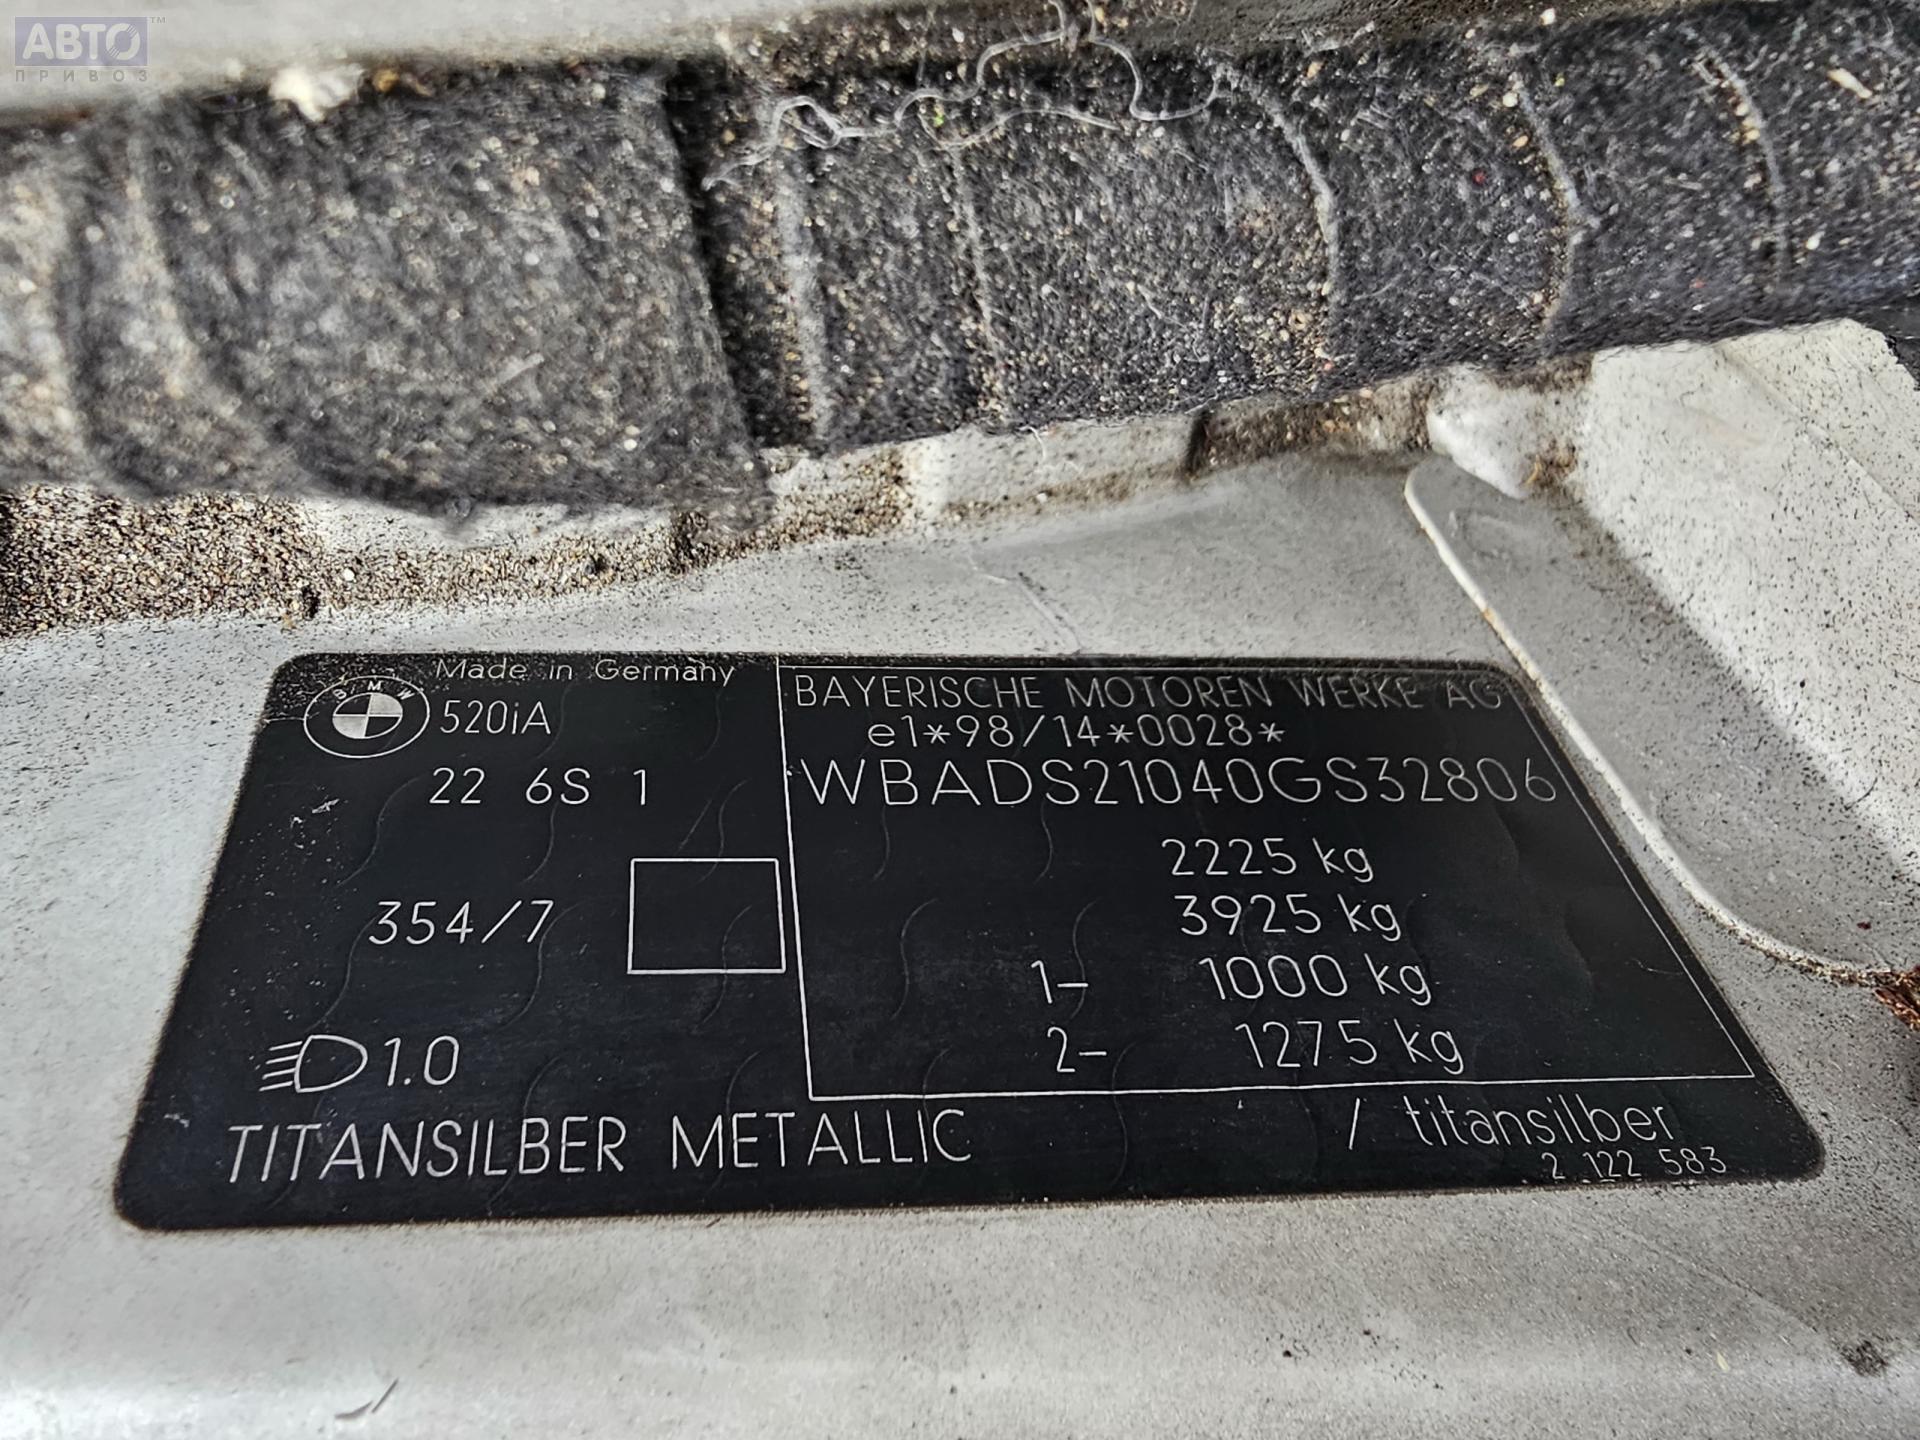 АВТО™
ПРИВОЗ
Made in Germany
BMW
520iA
22 6S 1
354/7
1.0
BAYERISCHE MOTOREN WERKE AG
e1*98/14*0028*
WBADS21040GS32806
2225 kg
3925 kg
1- 1000 kg
2- 1275 kg
TITANSILBER METALLIC / titansilber
2 122 583